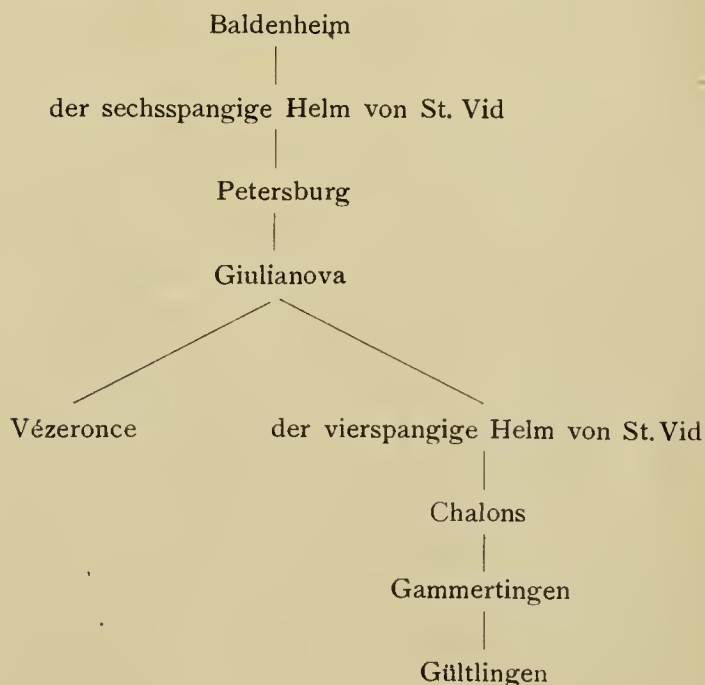 Baldenheim
der sechsspangige Helm von St. Vid
Petersburg
Giulianova
Vézeronce der vierspangige Helm von St. Vid
Chalons
Gammertingen
Gültlingen